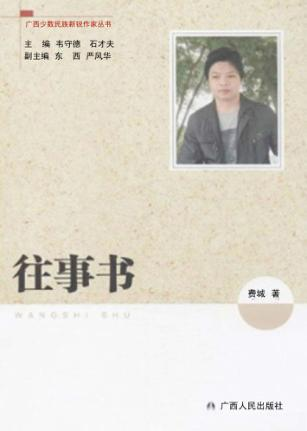 广西少数民族新锐作家丛书
主 编 韦守德 石才夫
副主编 东 西 严风华
往事书
WANGSHI SHU
费城 著
广西人民出版社